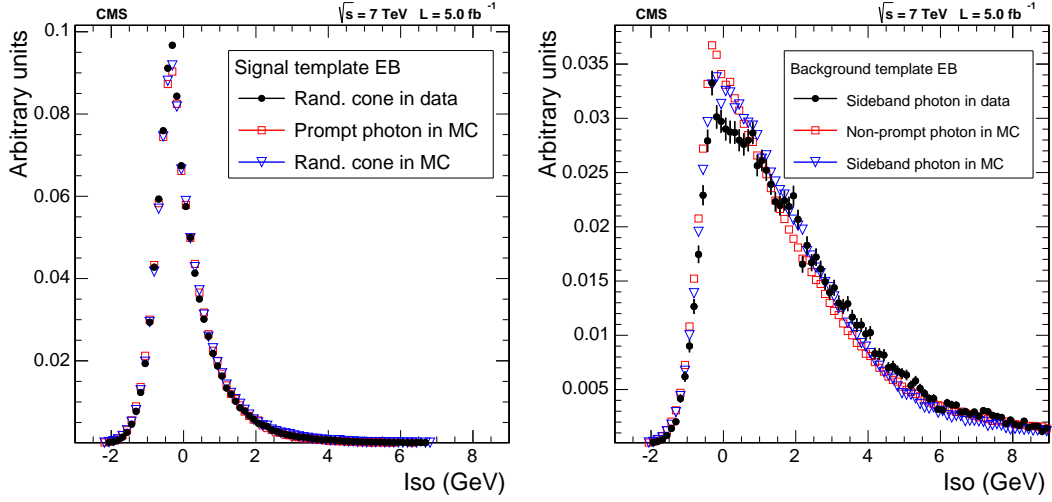 CMS
√s = 7 TeV L = 5.0 fb⁻¹
Arbitrary units
0.1
0.08
0.06
0.04
0.02
Signal template EB
Rand. cone in data
Prompt photon in MC
Rand. cone in MC
-2 0 2 4 6 8
Iso (GeV)
CMS
√s = 7 TeV L = 5.0 fb⁻¹
Arbitrary units
0.035
0.03
0.025
0.02
0.015
0.01
0.005
Background template EB
Sideband photon in data
Non-prompt photon in MC
Sideband photon in MC
-2 0 2 4 6 8
Iso (GeV)